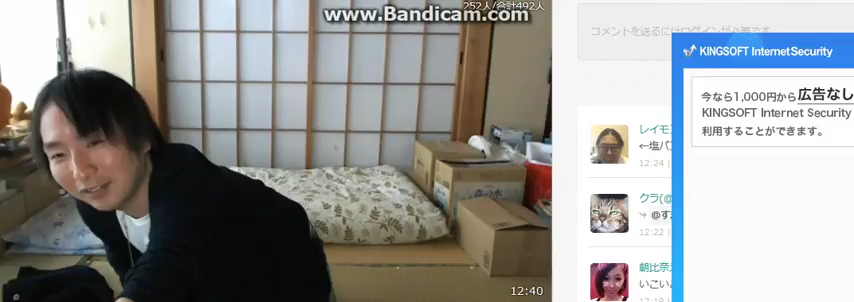 252人/合計492人
www.Bandicam.com
12:40
コメントを送るにはログインが必要です
KINGSOFT InternetSecurity
今なら1,000円から広告なし
KINGSOFT Internet Security
利用することができます。
レイモン
←塩パン
12:24
クラ(@
@す
12:22
朝比奈
いこい
12:19